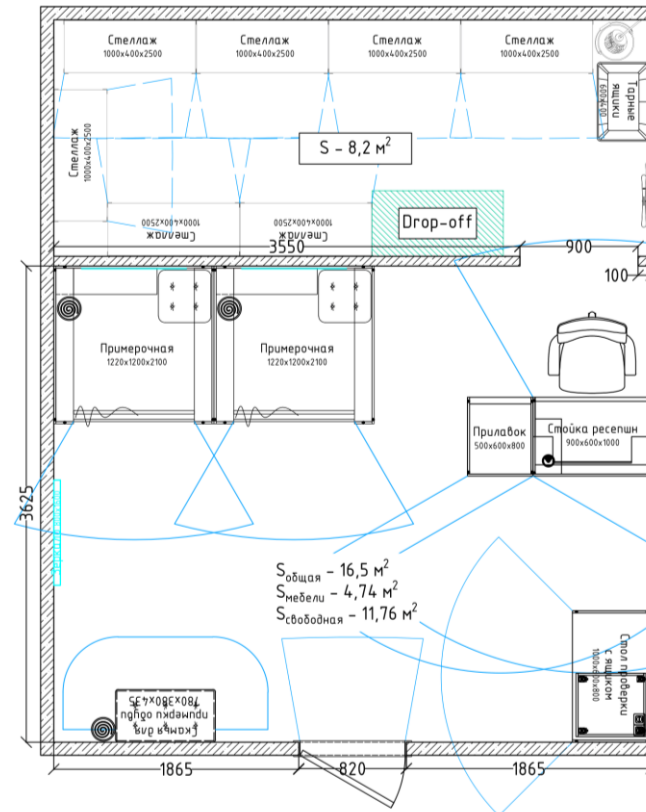 Стеллаж
1000х400х2500
Стеллаж
1000х400х2500
Стеллаж
1000х400х2500
Стеллаж
1000х400х2500
Тарные
ящики
600х400
Стеллаж
1000х400х2500
S – 8,2 м²
Стеллаж
1000х400х2500
Стеллаж
1000х400х2500
Drop-off
3550
900
100
Примерочная
1220х1200х2100
Примерочная
1220х1200х2100
Прилавок
500х600х800
Стойка ресепшн
900х600х1000
3625
Sобщая – 16,5 м²
Sмебели – 4,74 м²
Sсвободная – 11,76 м²
Стол проверки
с ящиком
1000х600х800
Скамья для
примерки обуви
780х380х435
1865
820
1865